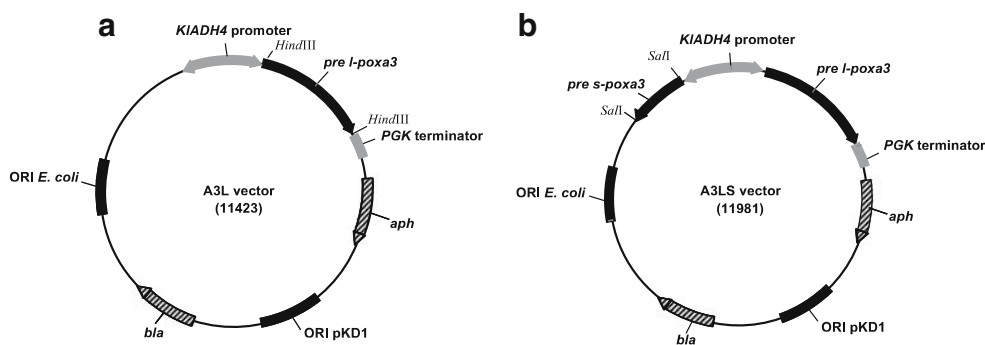 a
KlADH4 promoter
HindIII
pre l-poxa3
HindIII
PGK terminator
ORI E. coli
A3L vector
(11423)
aph
bla
ORI pKD1
b
KlADH4 promoter
SalI
pre l-poxa3
pre s-poxa3
SalI
PGK terminator
ORI E. coli
A3LS vector
(11981)
aph
ORI pKD1
bla